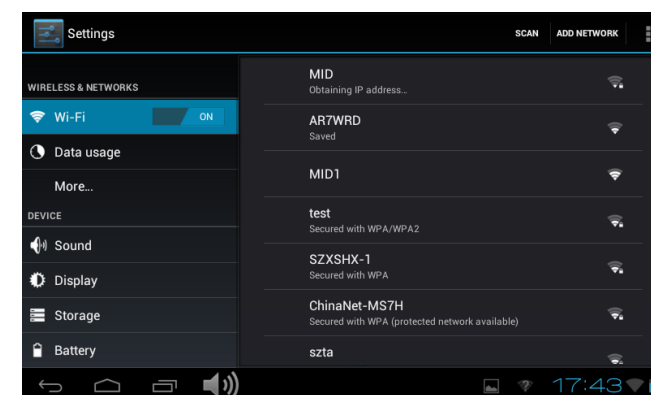 Settings
SCAN
ADD NETWORK
WIRELESS & NETWORKS
Wi-Fi
ON
Data usage
More...
DEVICE
Sound
Display
Storage
Battery
MID
Obtaining IP address...
AR7WRD
Saved
MID1
test
Secured with WPA/WPA2
SZXSHX-1
Secured with WPA
ChinaNet-MS7H
Secured with WPA (protected network available)
szta
17:43